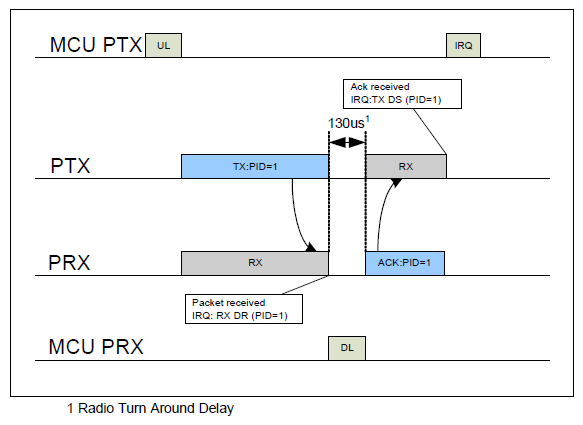 MCU PTX
UL
IRQ
Ack received
IRQ:TX DS (PID=1)
130us1
PTX
TX:PID=1
RX
PRX
RX
ACK:PID=1
Packet received
IRQ: RX DR (PID=1)
MCU PRX
DL
1 Radio Turn Around Delay